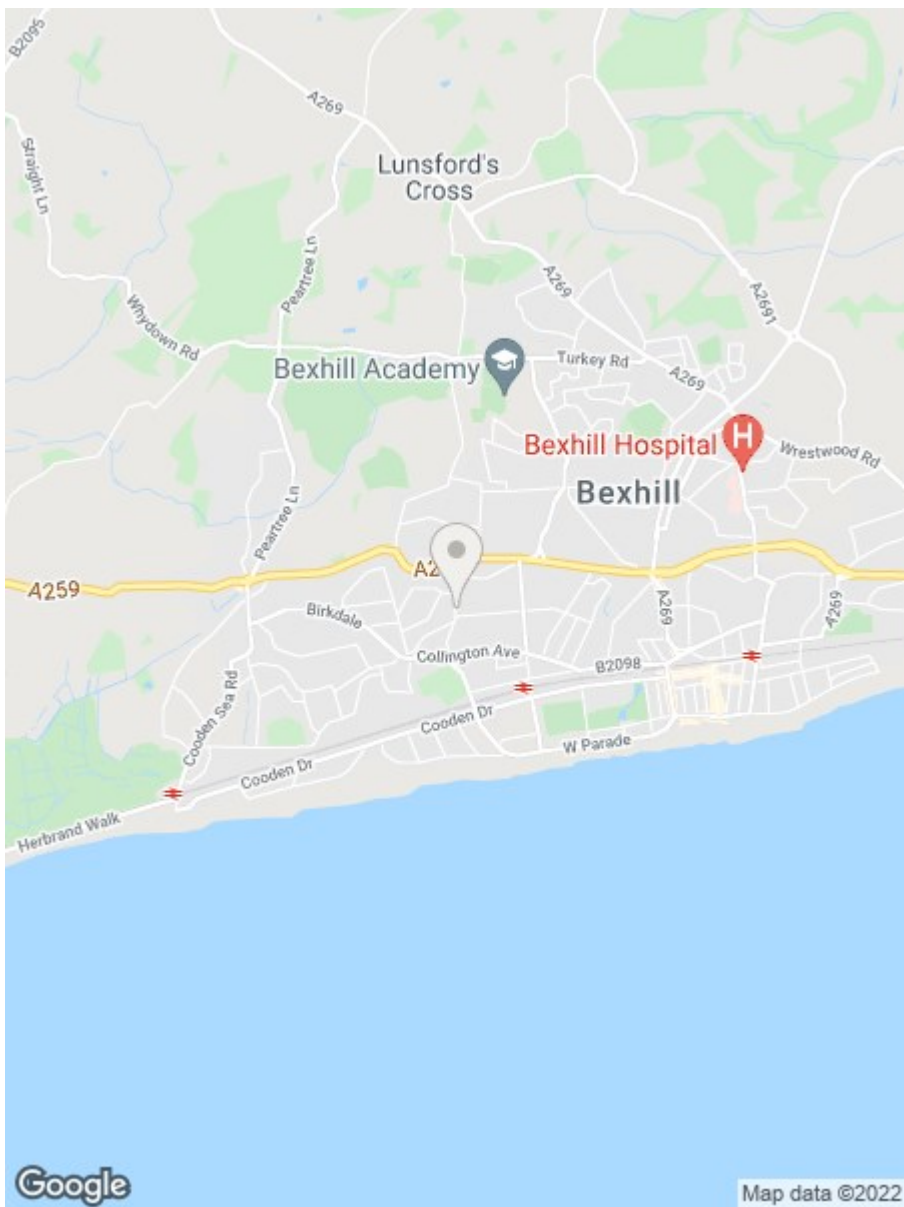 B2095
A269
Lunsford's
Cross
Straight Ln
Peartree Ln
A269
A2691
Whydown Rd
Turkey Rd
Bexhill Academy
A269
H
Bexhill Hospital
Wrestwood Rd
Bexhill
Peartree Ln
A2
A259
Birkdale
A269
A269
Collington Ave
B2098
Cooden Sea Rd
Cooden Dr
W Parade
Cooden Dr
Herbrand Walk
Google
Map data ©2022